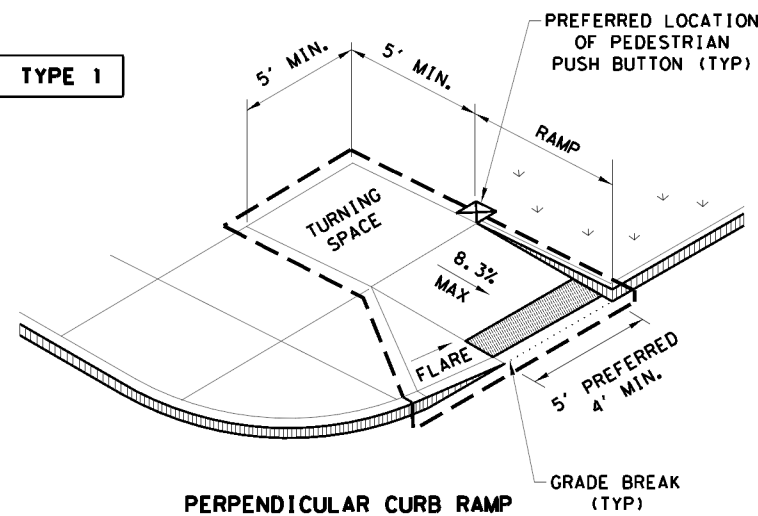 TYPE 1
5' MIN.
5' MIN.
PREFERRED LOCATION
OF PEDESTRIAN
PUSH BUTTON (TYP)
RAMP
TURNING
SPACE
8.3%
MAX
FLARE
5' PREFERRED
4' MIN.
GRADE BREAK
(TYP)
PERPENDICULAR CURB RAMP